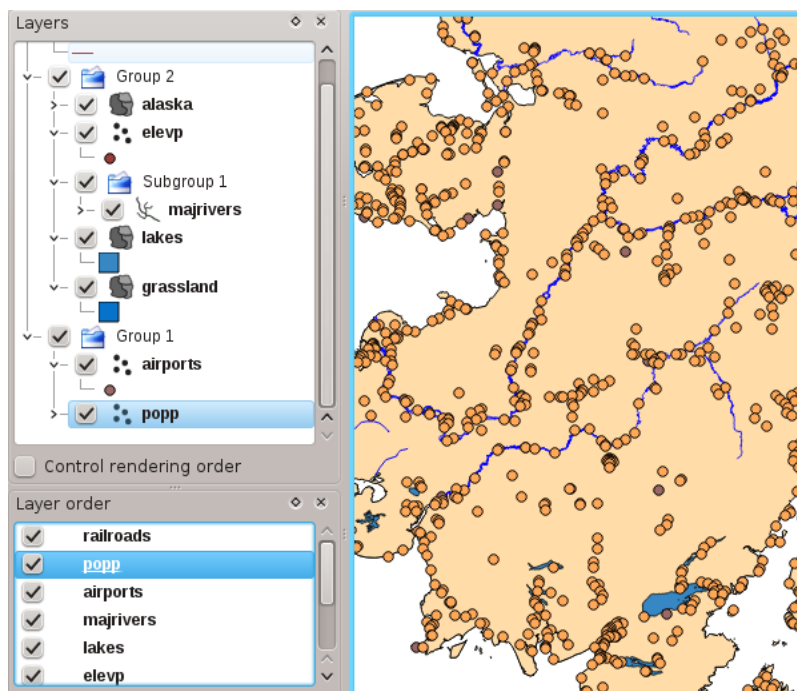 Layers
Group 2
alaska
elevp
Subgroup 1
majrivers
lakes
grassland
Group 1
airports
popp
Control rendering order
Layer order
railroads
popp
airports
majrivers
lakes
elevp